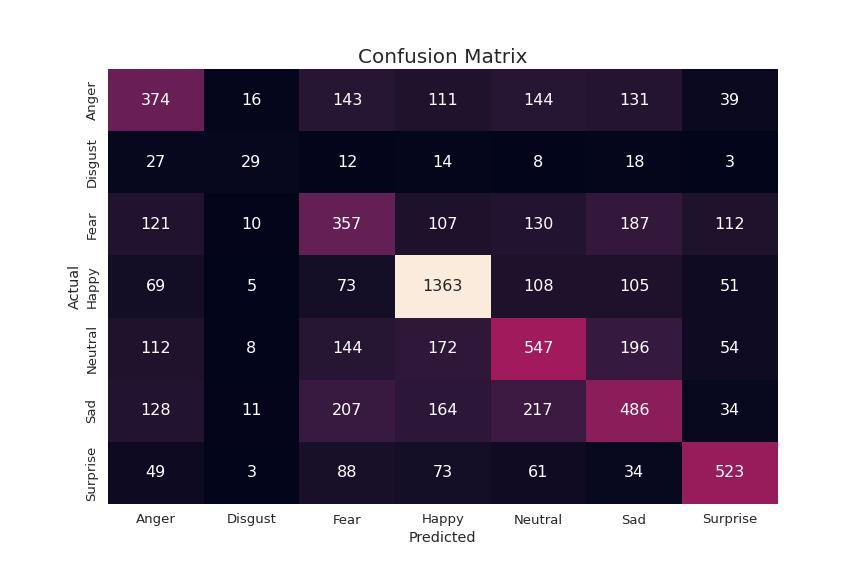 Confusion Matrix
Actual
Anger 374 16 143 111 144 131 39
Disgust 27 29 12 14 8 18 3
Fear 121 10 357 107 130 187 112
Happy 69 5 73 1363 108 105 51
Neutral 112 8 144 172 547 196 54
Sad 128 11 207 164 217 486 34
Surprise 49 3 88 73 61 34 523
Anger Disgust Fear Happy Neutral Sad Surprise
Predicted